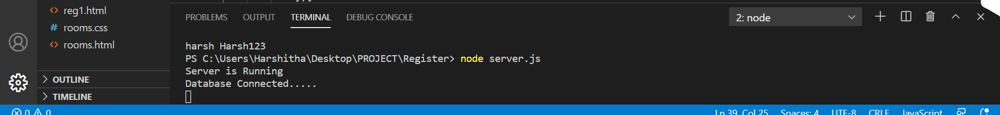 reg1.html
# rooms.css
rooms.html
OUTLINE
TIMELINE
PROBLEMS OUTPUT TERMINAL DEBUG CONSOLE 2: node
harsh Harsh123
PS C:\Users\Harshitha\Desktop\PROJECT\Register> node server.js
Server is Running
Database Connected.....
0 0 Ln 39, Col 25 Spaces: 4 UTF-8 CRLF JavaScript